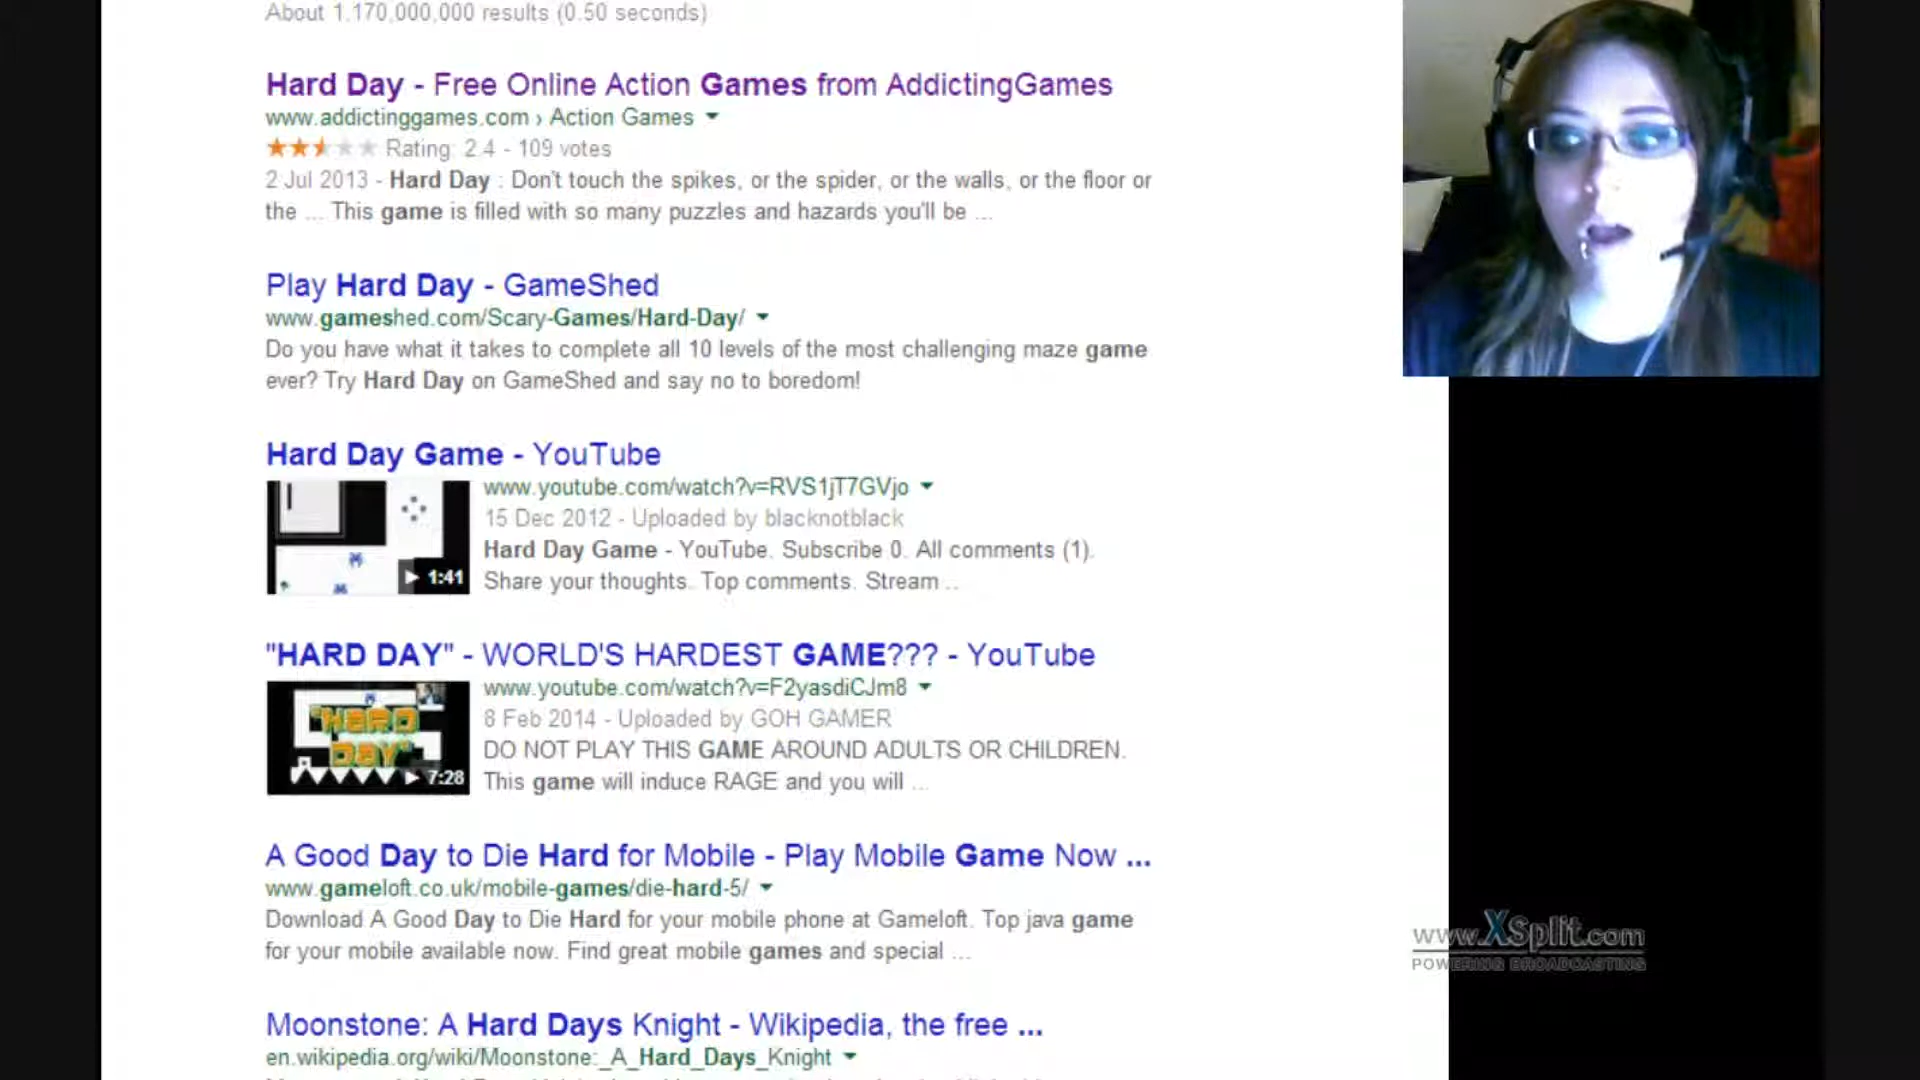 About 1,170,000,000 results (0.50 seconds)
Hard Day - Free Online Action Games from AddictingGames
www.addictinggames.com › Action Games
Rating: 2.4 - 109 votes
2 Jul 2013 - Hard Day : Don't touch the spikes, or the spider, or the walls, or the floor or
the ... This game is filled with so many puzzles and hazards you'll be ...
Play Hard Day - GameShed
www.gameshed.com/Scary-Games/Hard-Day/
Do you have what it takes to complete all 10 levels of the most challenging maze game
ever? Try Hard Day on GameShed and say no to boredom!
Hard Day Game - YouTube
www.youtube.com/watch?v=RVS1jT7GVjo
15 Dec 2012 - Uploaded by blacknotblack
Hard Day Game - YouTube. Subscribe 0. All comments (1).
Share your thoughts. Top comments. Stream ...
1:41
"HARD DAY" - WORLD'S HARDEST GAME??? - YouTube
www.youtube.com/watch?v=F2yasdiCJm8
8 Feb 2014 - Uploaded by GOH GAMER
DO NOT PLAY THIS GAME AROUND ADULTS OR CHILDREN.
This game will induce RAGE and you will ...
"HARD
DAY"
7:28
A Good Day to Die Hard for Mobile - Play Mobile Game Now ...
www.gameloft.co.uk/mobile-games/die-hard-5/
Download A Good Day to Die Hard for your mobile phone at Gameloft. Top java game
for your mobile available now. Find great mobile games and special ...
Moonstone: A Hard Days Knight - Wikipedia, the free ...
en.wikipedia.org/wiki/Moonstone:_A_Hard_Days_Knight
www.XSplit.com
POWERING BROADCASTING